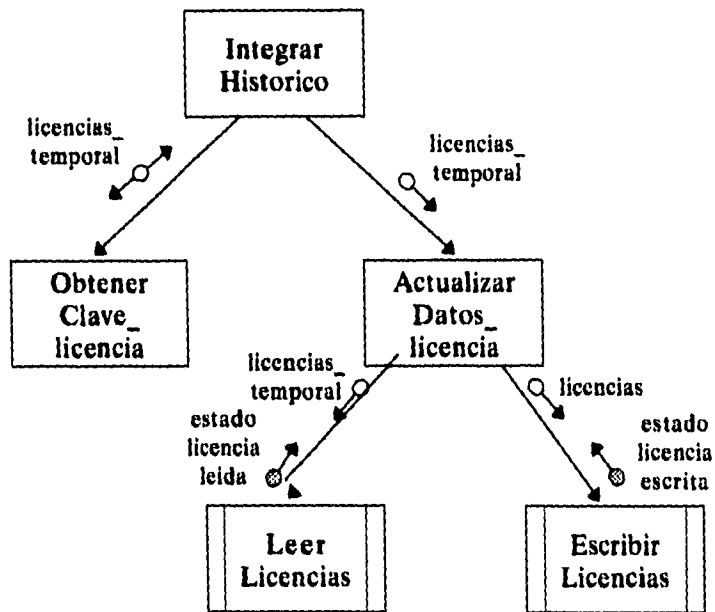 Integrar
Historico
licencias_
temporal
licencias_
temporal
Obtener
Clave_
licencia
Actualizar
Datos_
licencia
licencias_
temporal
licencias
estado
licencia
leida
estado
licencia
escrita
Leer
Licencias
Escribir
Licencias